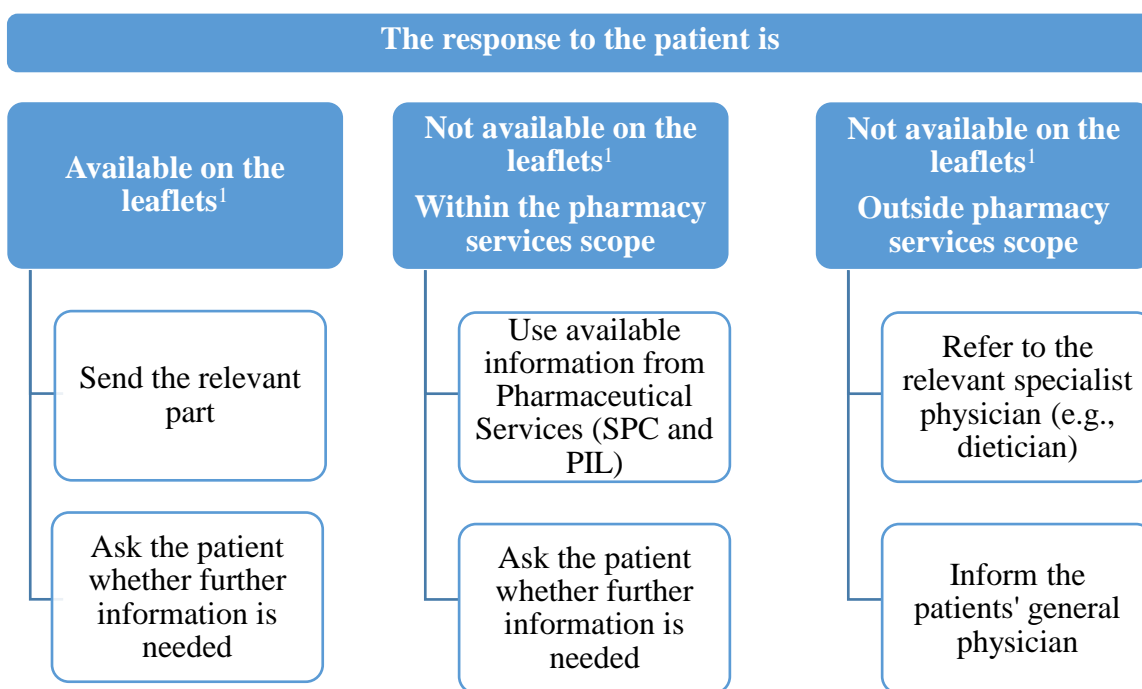 The response to the patient is
Available on the
leaflets¹
Send the relevant
part
Ask the patient
whether further
information is
needed
Not available on the
leaflets¹
Within the pharmacy
services scope
Use available
information from
Pharmaceutical
Services (SPC and
PIL)
Ask the patient
whether further
information is
needed
Not available on the
leaflets¹
Outside pharmacy
services scope
Refer to the
relevant specialist
physician (e.g.,
dietician)
Inform the
patients' general
physician